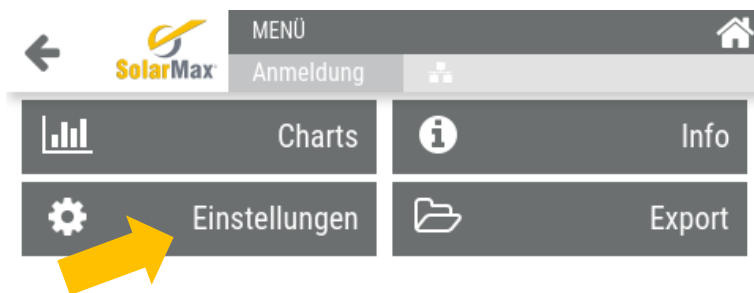 MENÜ
SolarMax
Anmeldung
Charts
Info
Einstellungen
Export